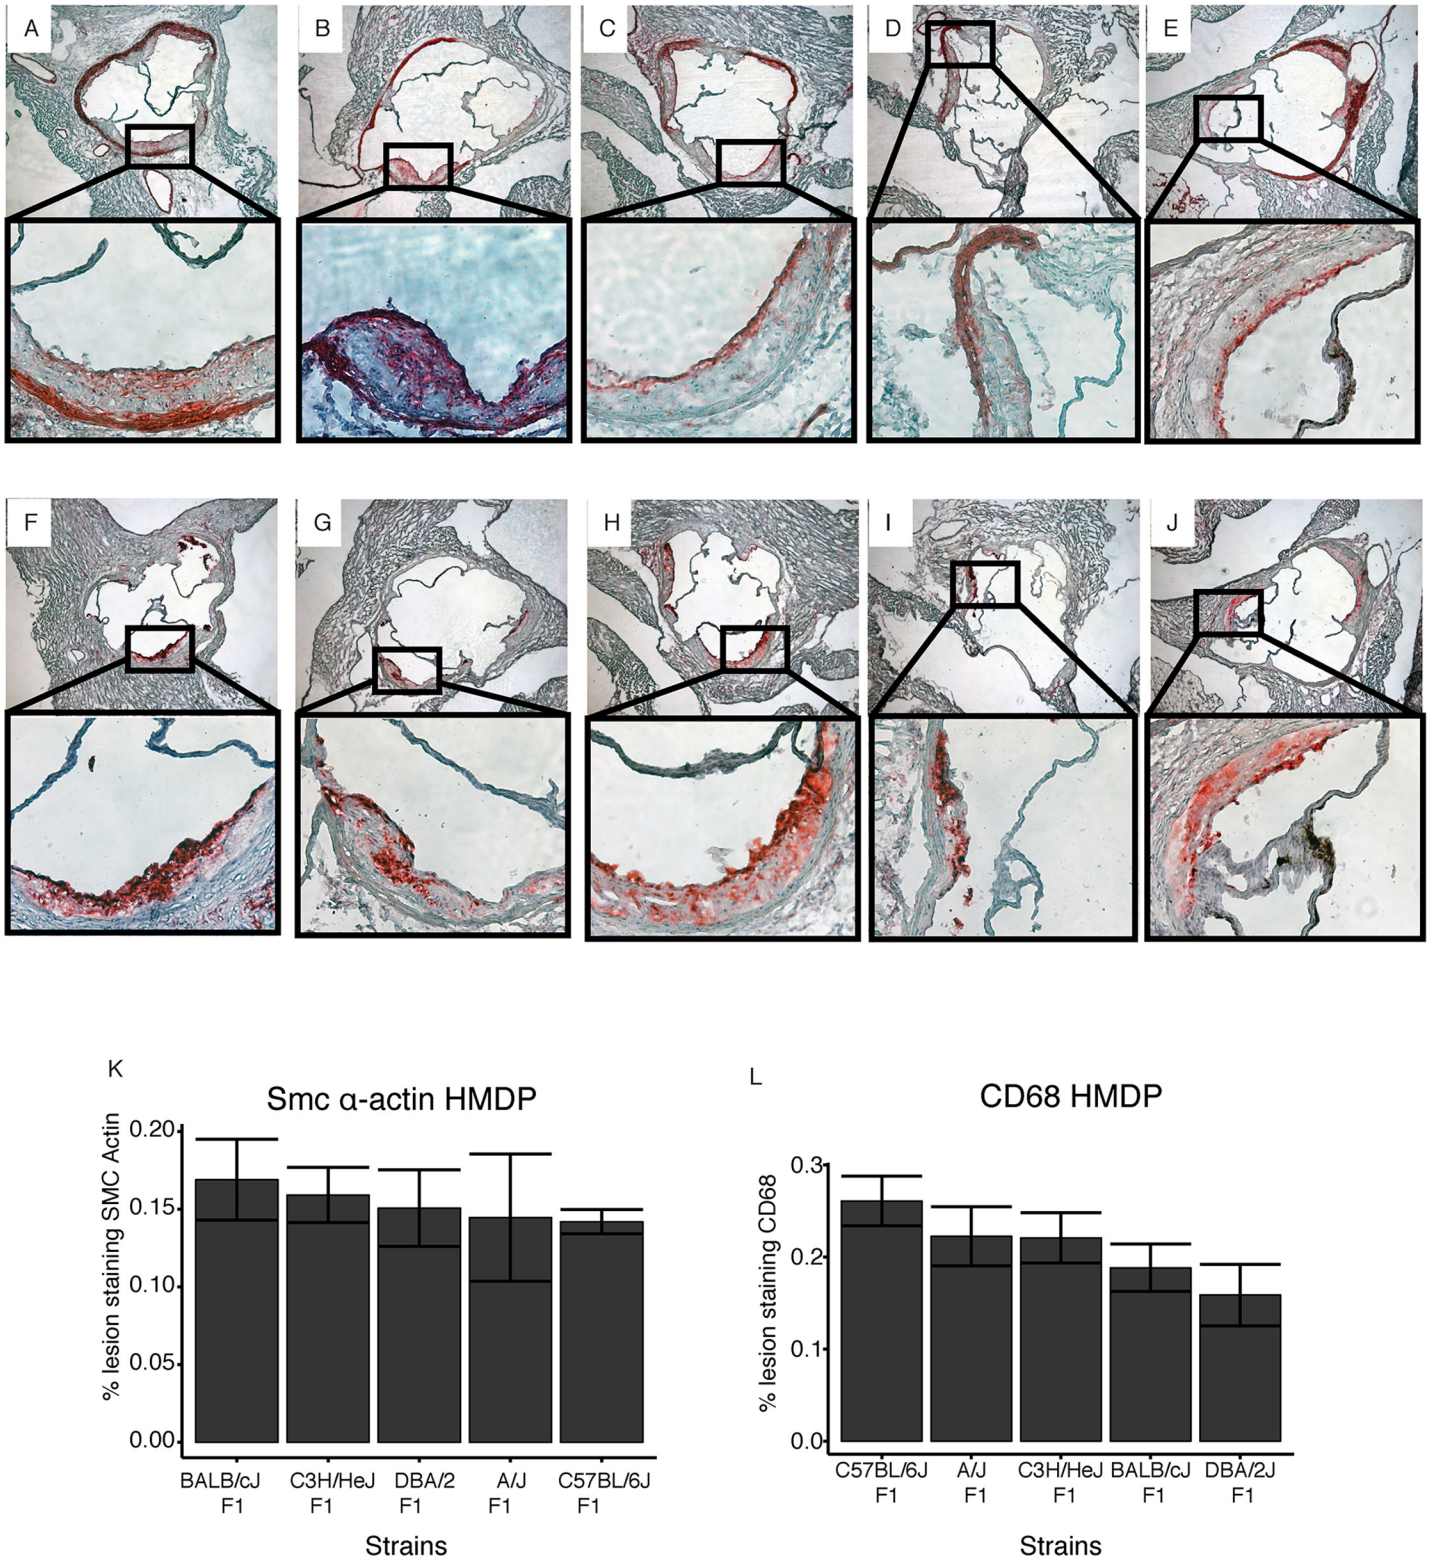 A
B
C
D
E
F
G
H
I
J
K
Smc α-actin HMDP
% lesion staining SMC Actin
0.20
0.15
0.10
0.05
0.00
BALB/cJ C3H/HeJ DBA/2 A/J C57BL/6J
F1 F1 F1 F1 F1
Strains
L
CD68 HMDP
% lesion staining CD68
0.3
0.2
0.1
0.0
C57BL/6J A/J C3H/HeJ BALB/cJ DBA/2J
F1 F1 F1 F1 F1
Strains